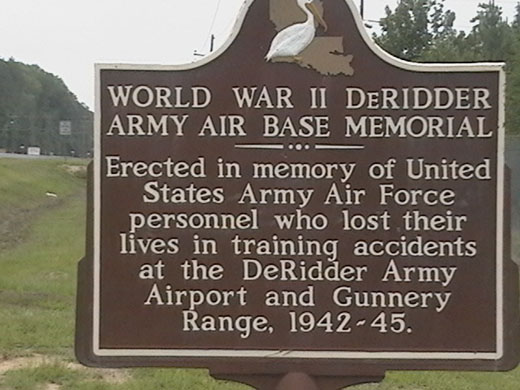 WORLD WAR II DeRIDDER
ARMY AIR BASE MEMORIAL
Erected in memory of United
States Army Air Force
personnel who lost their
lives in training accidents
at the DeRidder Army
Airport and Gunnery
Range, 1942-45.